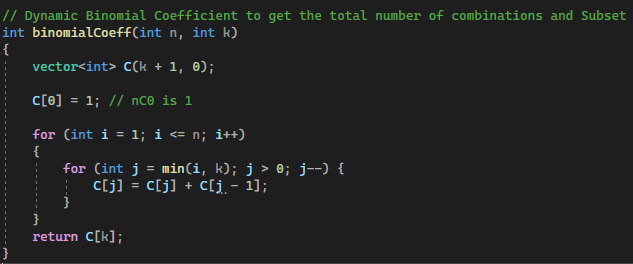 // Dynamic Binomial Coefficient to get the total number of combinations and Subset
int binomialCoeff(int n, int k)
{
    vector<int> C(k + 1, 0);
    C[0] = 1; // nC0 is 1
    for (int i = 1; i <= n; i++)
    {
        for (int j = min(i, k); j > 0; j--) {
            C[j] = C[j] + C[j - 1];
        }
    }
    return C[k];
}